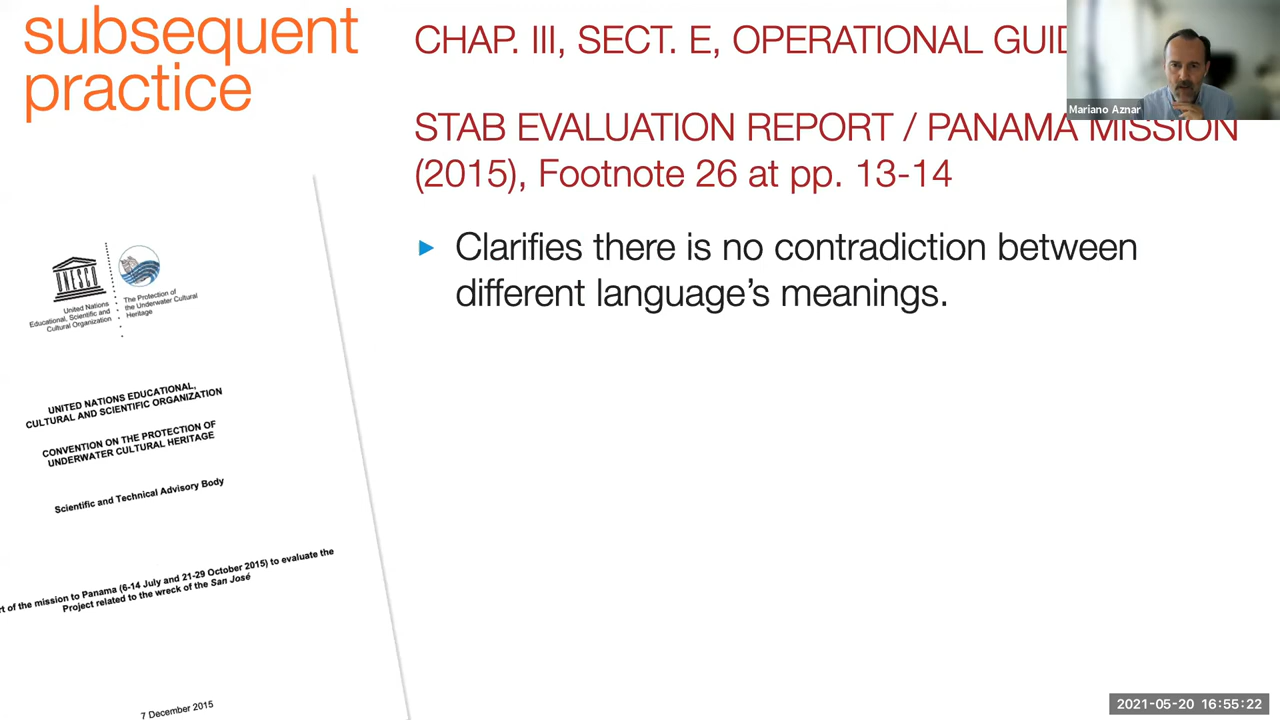 subsequent
practice
CHAP. III, SECT. E, OPERATIONAL
Mariano Aznar
STAB EVALUATION REPORT / PANAMA MISSION
(2015), Footnote 26 at pp. 13-14
Clarifies there is no contradiction between
different language’s meanings.
UNESCO
United Nations
Educational, Scientific and
Cultural Organization
The Protection of
the Underwater Cultural
Heritage
UNITED NATIONS EDUCATIONAL,
CULTURAL AND SCIENTIFIC ORGANIZATION
CONVENTION ON THE PROTECTION OF
UNDERWATER CULTURAL HERITAGE
Scientific and Technical Advisory Body
of the mission to Panama (6-14 July and 21-29 October 2015) to evaluate the
Project related to the wreck of the San José
7 December 2015
2021-05-20 16:55:22